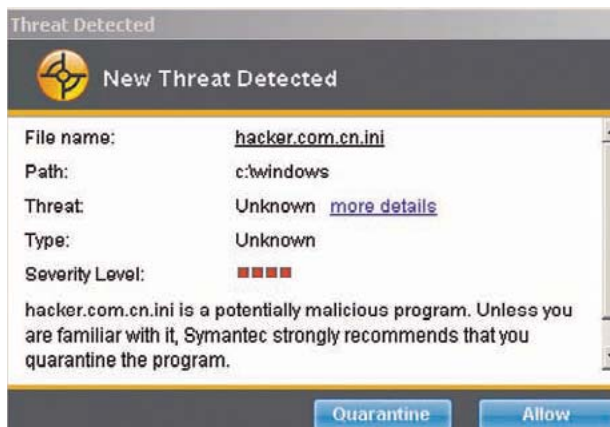 Threat Detected
New Threat Detected
File name: hacker.com.cn.ini
Path: c:\windows
Threat: Unknown more details
Type: Unknown
Severity Level:
hacker.com.cn.ini is a potentially malicious program. Unless you
are familiar with it, Symantec strongly recommends that you
quarantine the program.
Quarantine Allow